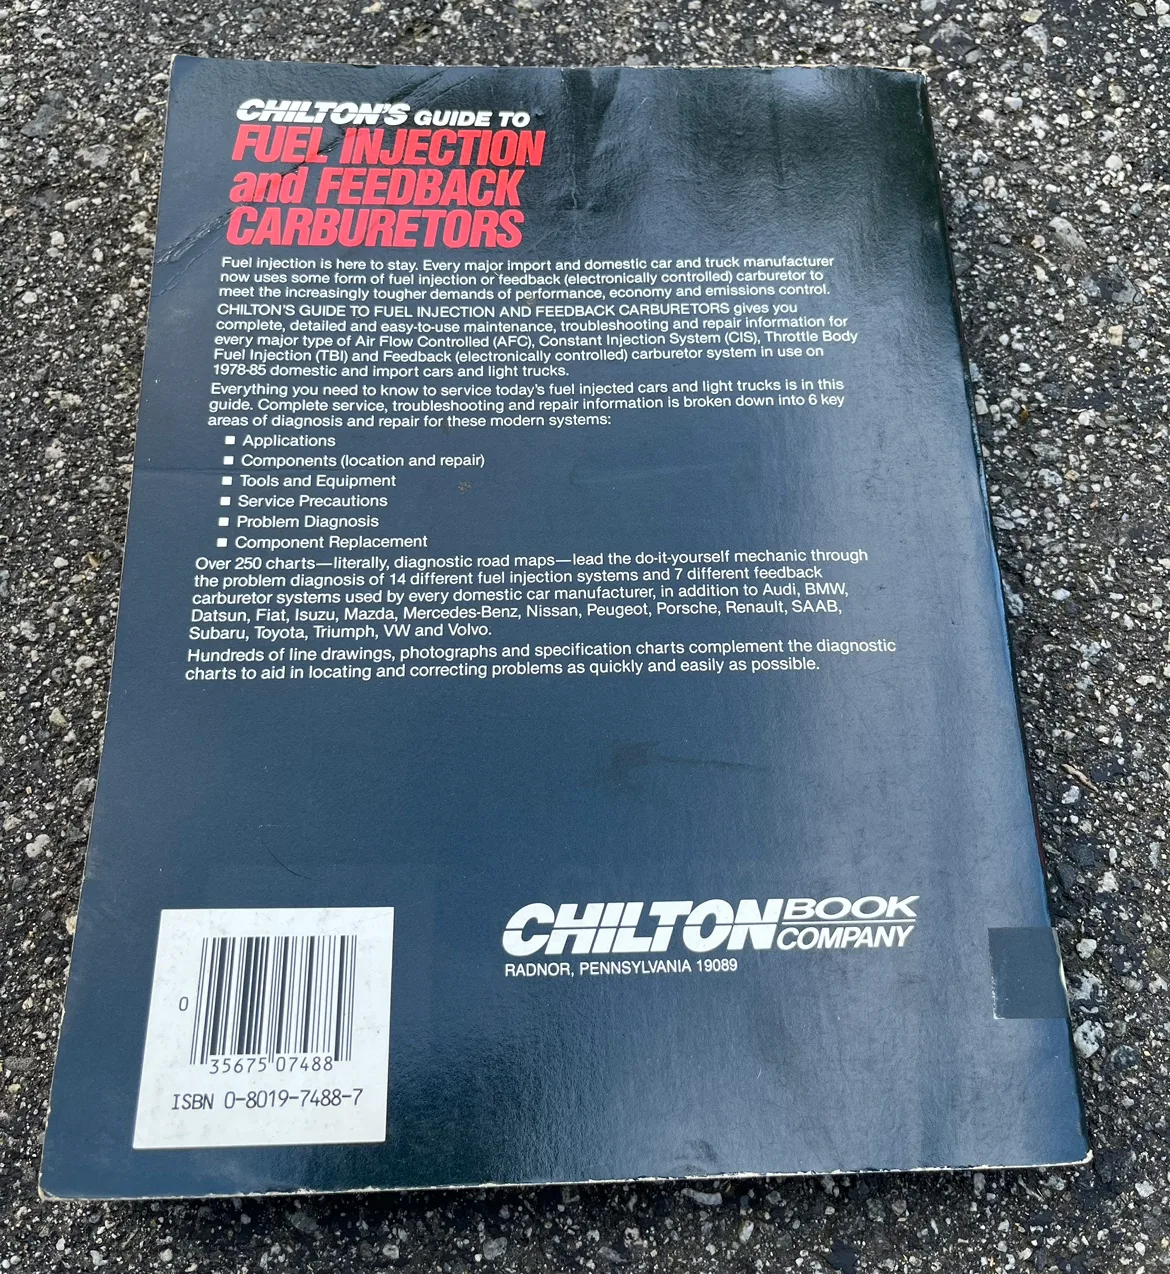 CHILTON'S GUIDE TO
FUEL INJECTION
and FEEDBACK
CARBURETORS
Fuel injection is here to stay. Every major import and domestic car and truck manufacturer
now uses some form of fuel injection or feedback (electronically controlled) carburetor to
meet the increasingly tougher demands of performance, economy and emissions control.
CHILTON'S GUIDE TO FUEL INJECTION AND FEEDBACK CARBURETORS gives you
complete, detailed and easy-to-use maintenance, troubleshooting and repair information for
every major type of Air Flow Controlled (AFC), Constant Injection System (CIS), Throttle Body
Fuel Injection (TBI) and Feedback (electronically controlled) carburetor system in use on
1978-85 domestic and import cars and light trucks.
Everything you need to know to service today's fuel injected cars and light trucks is in this
guide. Complete service, troubleshooting and repair information is broken down into 6 key
areas of diagnosis and repair for these modern systems:
■ Applications
■ Components (location and repair)
■ Tools and Equipment
■ Service Precautions
■ Problem Diagnosis
■ Component Replacement
Over 250 charts—literally, diagnostic road maps—lead the do-it-yourself mechanic through
the problem diagnosis of 14 different fuel injection systems and 7 different feedback
carburetor systems used by every domestic car manufacturer, in addition to Audi, BMW,
Datsun, Fiat, Isuzu, Mazda, Mercedes-Benz, Nissan, Peugeot, Porsche, Renault, SAAB,
Subaru, Toyota, Triumph, VW and Volvo.
Hundreds of line drawings, photographs and specification charts complement the diagnostic
charts to aid in locating and correcting problems as quickly and easily as possible.
CHILTON BOOK COMPANY
RADNOR, PENNSYLVANIA 19089
0 35675 07488
ISBN 0-8019-7488-7